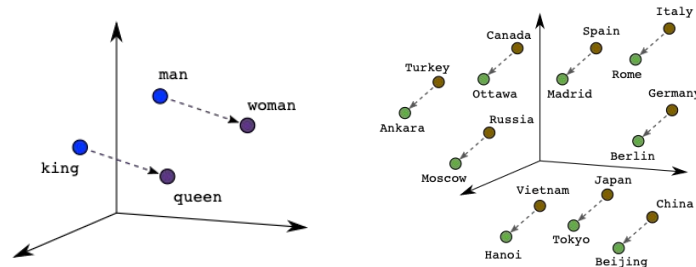 man
woman
king
queen
Italy
Spain
Canada
Rome
Turkey
Ottawa
Madrid
Germany
Ankara
Russia
Berlin
Moscow
Vietnam
Japan
China
Hanoi
Tokyo
Beijing